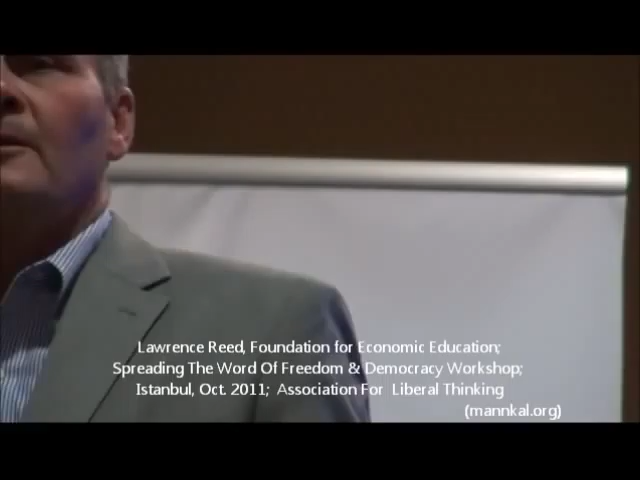 Lawrence Reed, Foundation for Economic Education;
Spreading The Word Of Freedom & Democracy Workshop;
Istanbul, Oct. 2011;  Association For  Liberal Thinking
(mannkal.org)